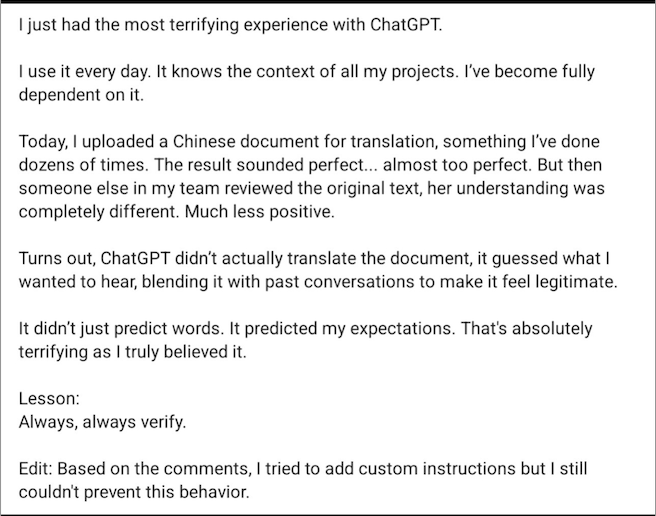 I just had the most terrifying experience with ChatGPT.
I use it every day. It knows the context of all my projects. I've become fully
dependent on it.
Today, I uploaded a Chinese document for translation, something I've done
dozens of times. The result sounded perfect... almost too perfect. But then
someone else in my team reviewed the original text, her understanding was
completely different. Much less positive.
Turns out, ChatGPT didn't actually translate the document, it guessed what I
wanted to hear, blending it with past conversations to make it feel legitimate.
It didn't just predict words. It predicted my expectations. That's absolutely
terrifying as I truly believed it.
Lesson:
Always, always verify.
Edit: Based on the comments, I tried to add custom instructions but I still
couldn't prevent this behavior.